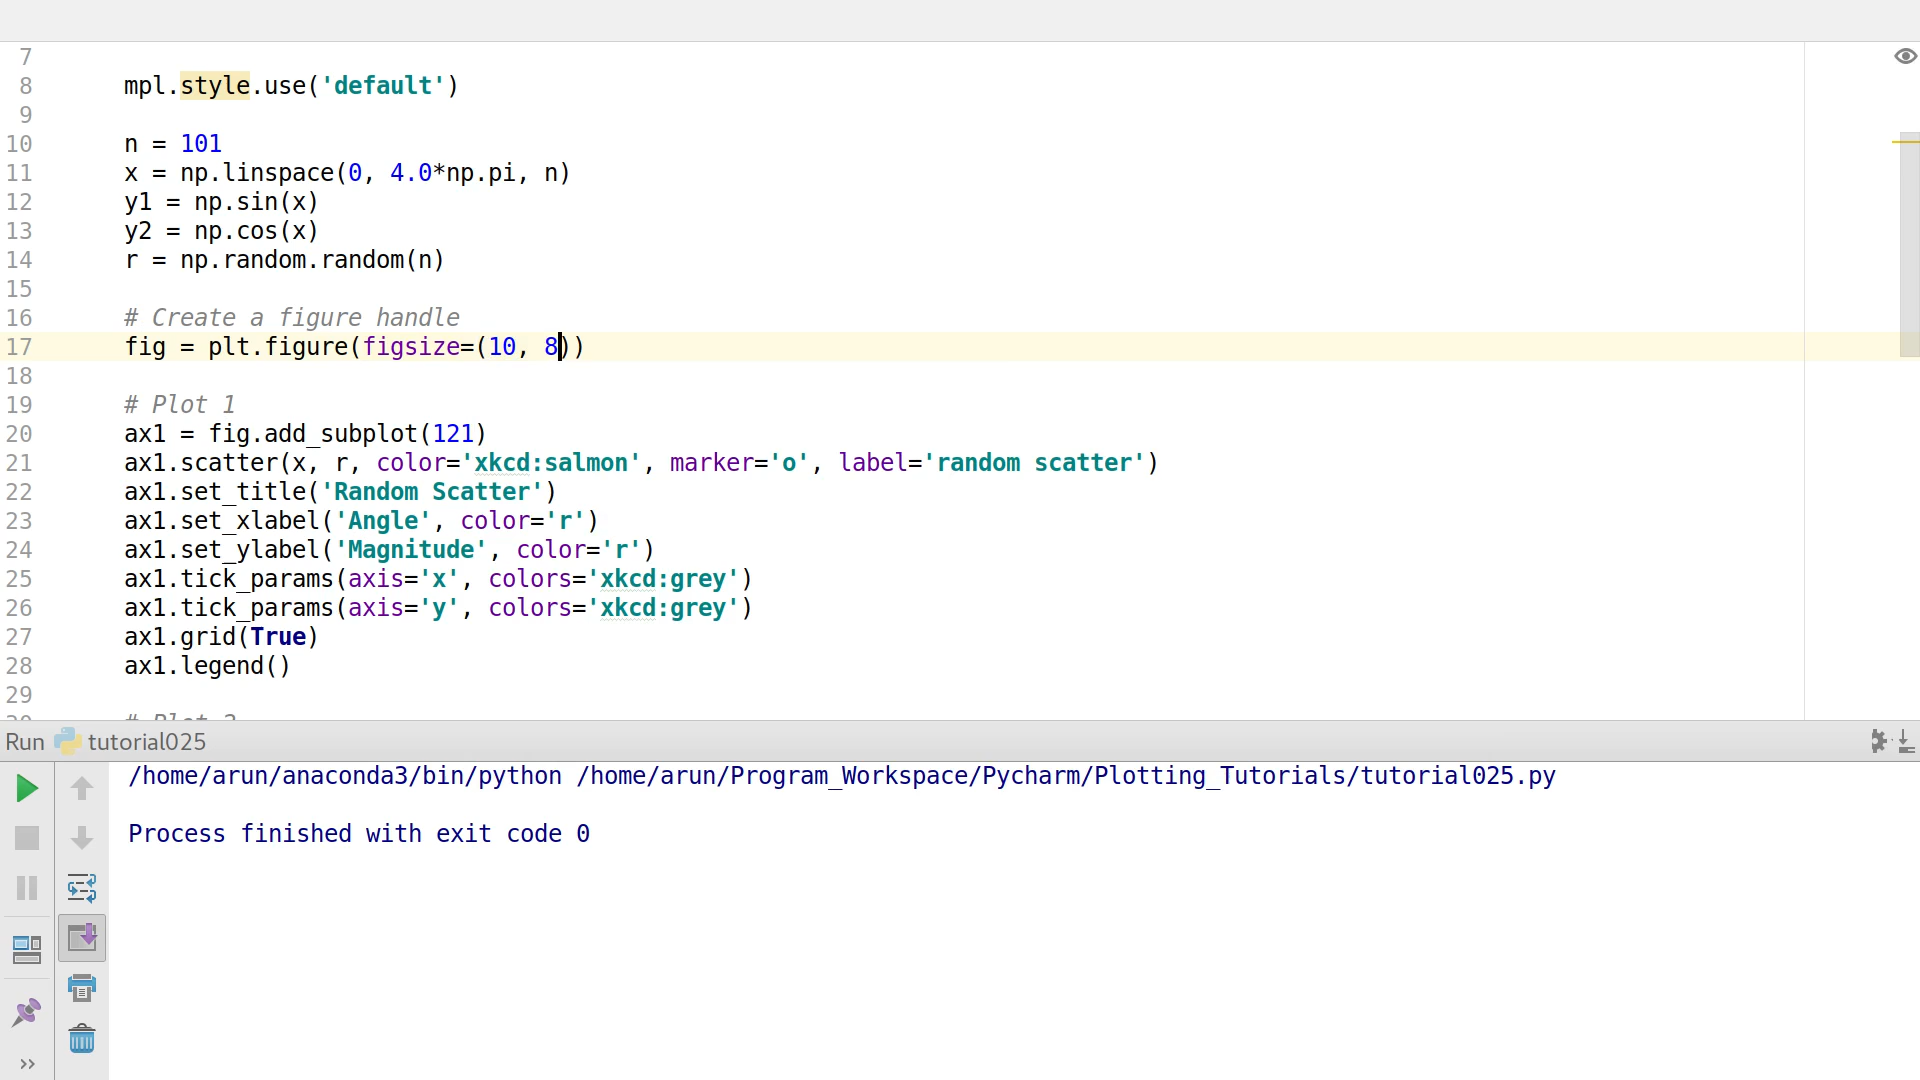 7
8 mpl.style.use('default')
9
10 n = 101
11 x = np.linspace(0, 4.0*np.pi, n)
12 y1 = np.sin(x)
13 y2 = np.cos(x)
14 r = np.random.random(n)
15
16 # Create a figure handle
17 fig = plt.figure(figsize=(10, 8))
18
19 # Plot 1
20 ax1 = fig.add_subplot(121)
21 ax1.scatter(x, r, color='xkcd:salmon', marker='o', label='random scatter')
22 ax1.set_title('Random Scatter')
23 ax1.set_xlabel('Angle', color='r')
24 ax1.set_ylabel('Magnitude', color='r')
25 ax1.tick_params(axis='x', colors='xkcd:grey')
26 ax1.tick_params(axis='y', colors='xkcd:grey')
27 ax1.grid(True)
28 ax1.legend()
29
30 # Plot 2
Run tutorial025
/home/arun/anaconda3/bin/python /home/arun/Program_Workspace/Pycharm/Plotting_Tutorials/tutorial025.py
Process finished with exit code 0